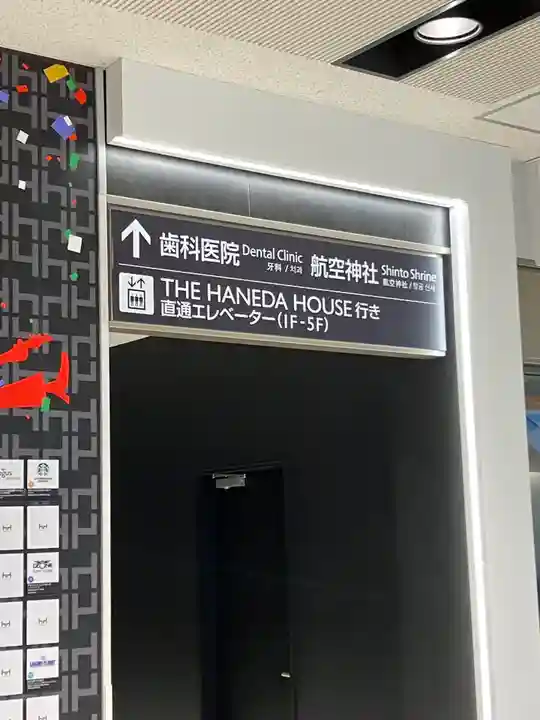 歯科医院 Dental Clinic 航空神社 Shinto Shrine
牙科 / 치과 航空神社 / 항공 신사
THE HANEDA HOUSE 行き
直通エレベーター(1F-5F)